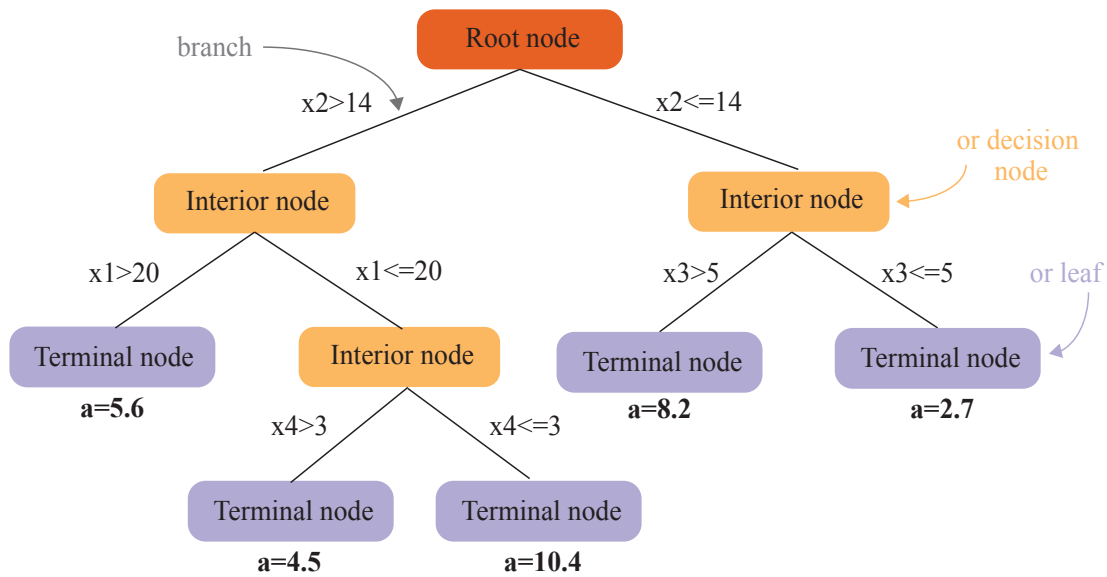 Root node
branch
x2>14
x2<=14
or decision
node
Interior node
Interior node
x1>20
x1<=20
x3>5
x3<=5
or leaf
Terminal node
Interior node
Terminal node
Terminal node
a=5.6
a=8.2
a=2.7
x4>3
x4<=3
Terminal node
Terminal node
a=4.5
a=10.4